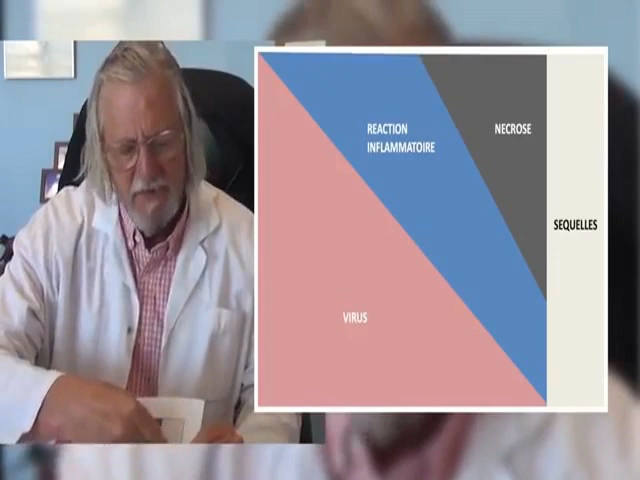 REACTION
INFLAMMATOIRE
NECROSE
SEQUELLES
VIRUS